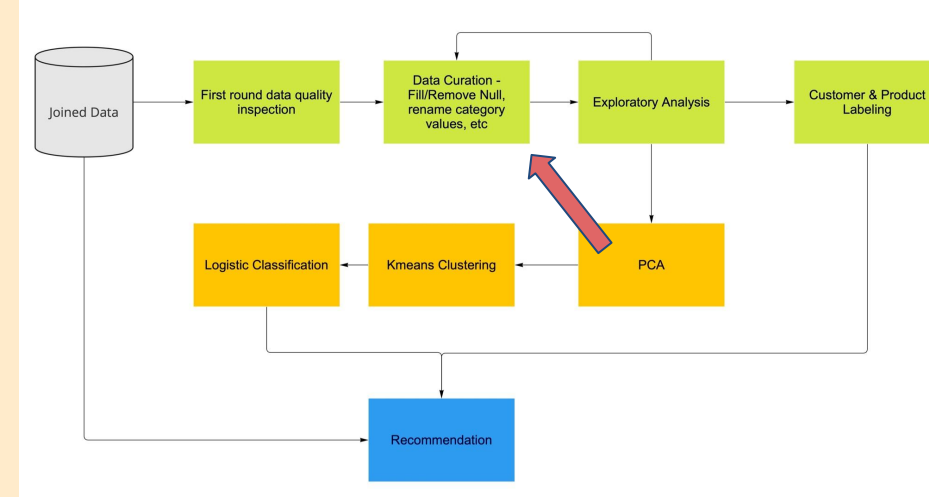 Joined Data
First round data quality
inspection
Data Curation -
Fill/Remove Null,
rename category
values, etc
Exploratory Analysis
Customer & Product
Labeling
Logistic Classification
Kmeans Clustering
PCA
Recommendation